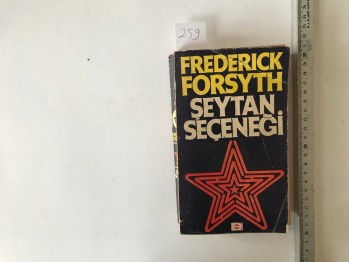 259
FREDERICK
FORSYTH
ŞEYTAN
SEÇENEĞİ